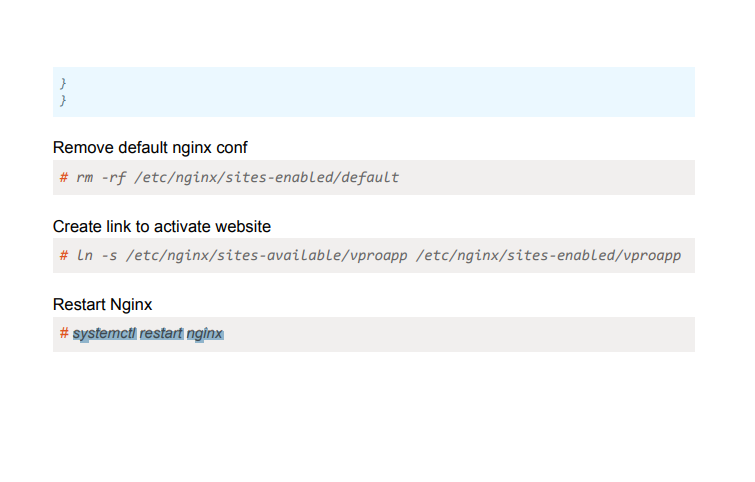 }
}
Remove default nginx conf
# rm -rf /etc/nginx/sites-enabled/default
Create link to activate website
# ln -s /etc/nginx/sites-available/vproapp /etc/nginx/sites-enabled/vproapp
Restart Nginx
# systemctl restart nginx